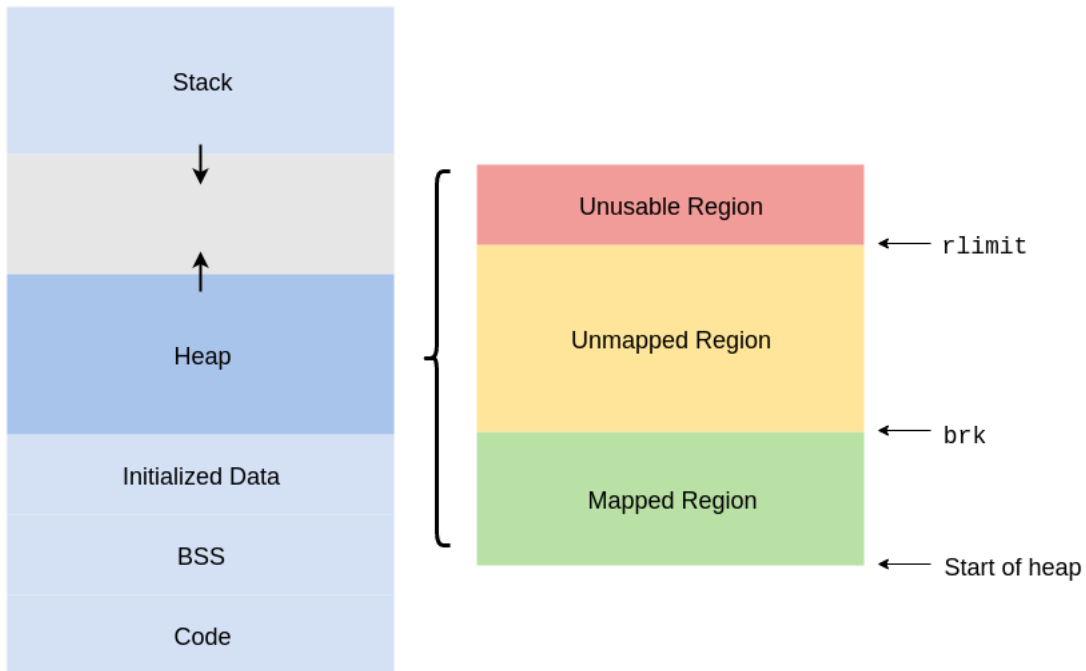 Stack
Heap
Initialized Data
BSS
Code
Unusable Region
rlimit
Unmapped Region
brk
Mapped Region
Start of heap